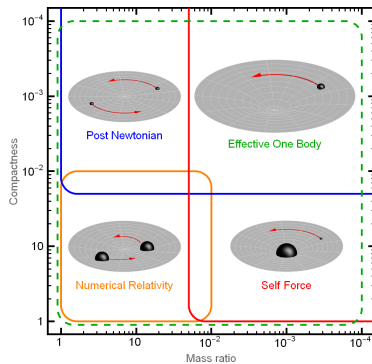 10⁻⁴
10⁻³
10⁻²
10
1
Compactness
Post Newtonian
Effective One Body
Numerical Relativity
Self Force
1
10
10⁻²
10⁻³
10⁻⁴
Mass ratio